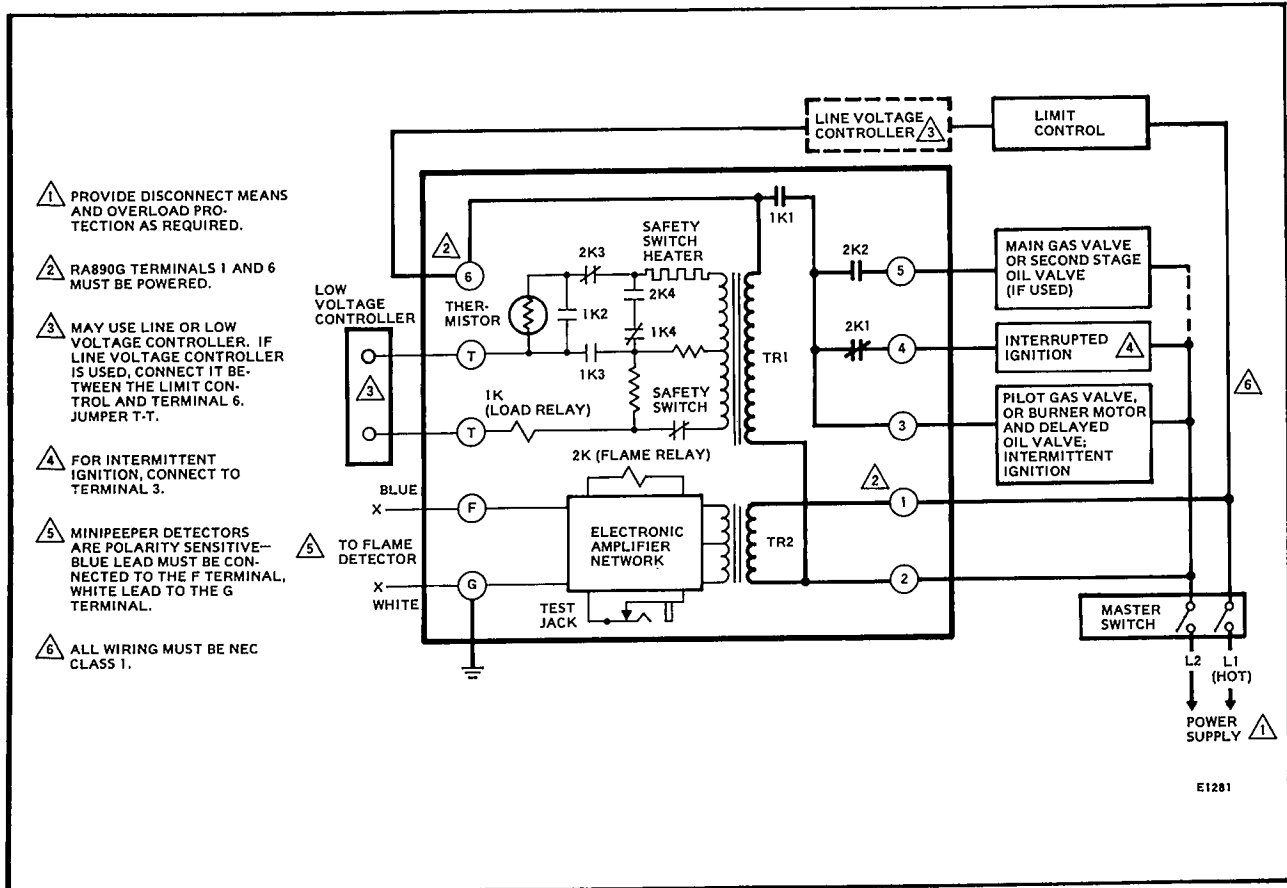 1 PROVIDE DISCONNECT MEANS
AND OVERLOAD PRO-
TECTION AS REQUIRED.
2 RA890G TERMINALS 1 AND 6
MUST BE POWERED.
3 MAY USE LINE OR LOW
VOLTAGE CONTROLLER. IF
LINE VOLTAGE CONTROLLER
IS USED, CONNECT IT BE-
TWEEN THE LIMIT CON-
TROL AND TERMINAL 6.
JUMPER T-T.
4 FOR INTERMITTENT
IGNITION, CONNECT TO
TERMINAL 3.
5 MINIPEEPER DETECTORS
ARE POLARITY SENSITIVE--
BLUE LEAD MUST BE CON-
NECTED TO THE F TERMINAL,
WHITE LEAD TO THE G
TERMINAL.
6 ALL WIRING MUST BE NEC
CLASS 1.
LINE VOLTAGE
CONTROLLER 3
LIMIT
CONTROL
1K1
2
6
2K3
SAFETY
SWITCH
HEATER
2K2
5
MAIN GAS VALVE
OR SECOND STAGE
OIL VALVE
(IF USED)
LOW
VOLTAGE
CONTROLLER
THER-
MISTOR
1K2
2K4
1K4
TR1
2K1
4
INTERRUPTED
IGNITION 4
T
1K3
3
1K
(LOAD RELAY)
SAFETY
SWITCH
3
PILOT GAS VALVE,
OR BURNER MOTOR
AND DELAYED
OIL VALVE;
INTERMITTENT
IGNITION
6
T
2K (FLAME RELAY)
BLUE
X
F
ELECTRONIC
AMPLIFIER
NETWORK
TR2
2
1
5 TO FLAME
DETECTOR
X
WHITE
G
2
TEST
JACK
MASTER
SWITCH
L2
L1
(HOT)
POWER
SUPPLY 1
E1281